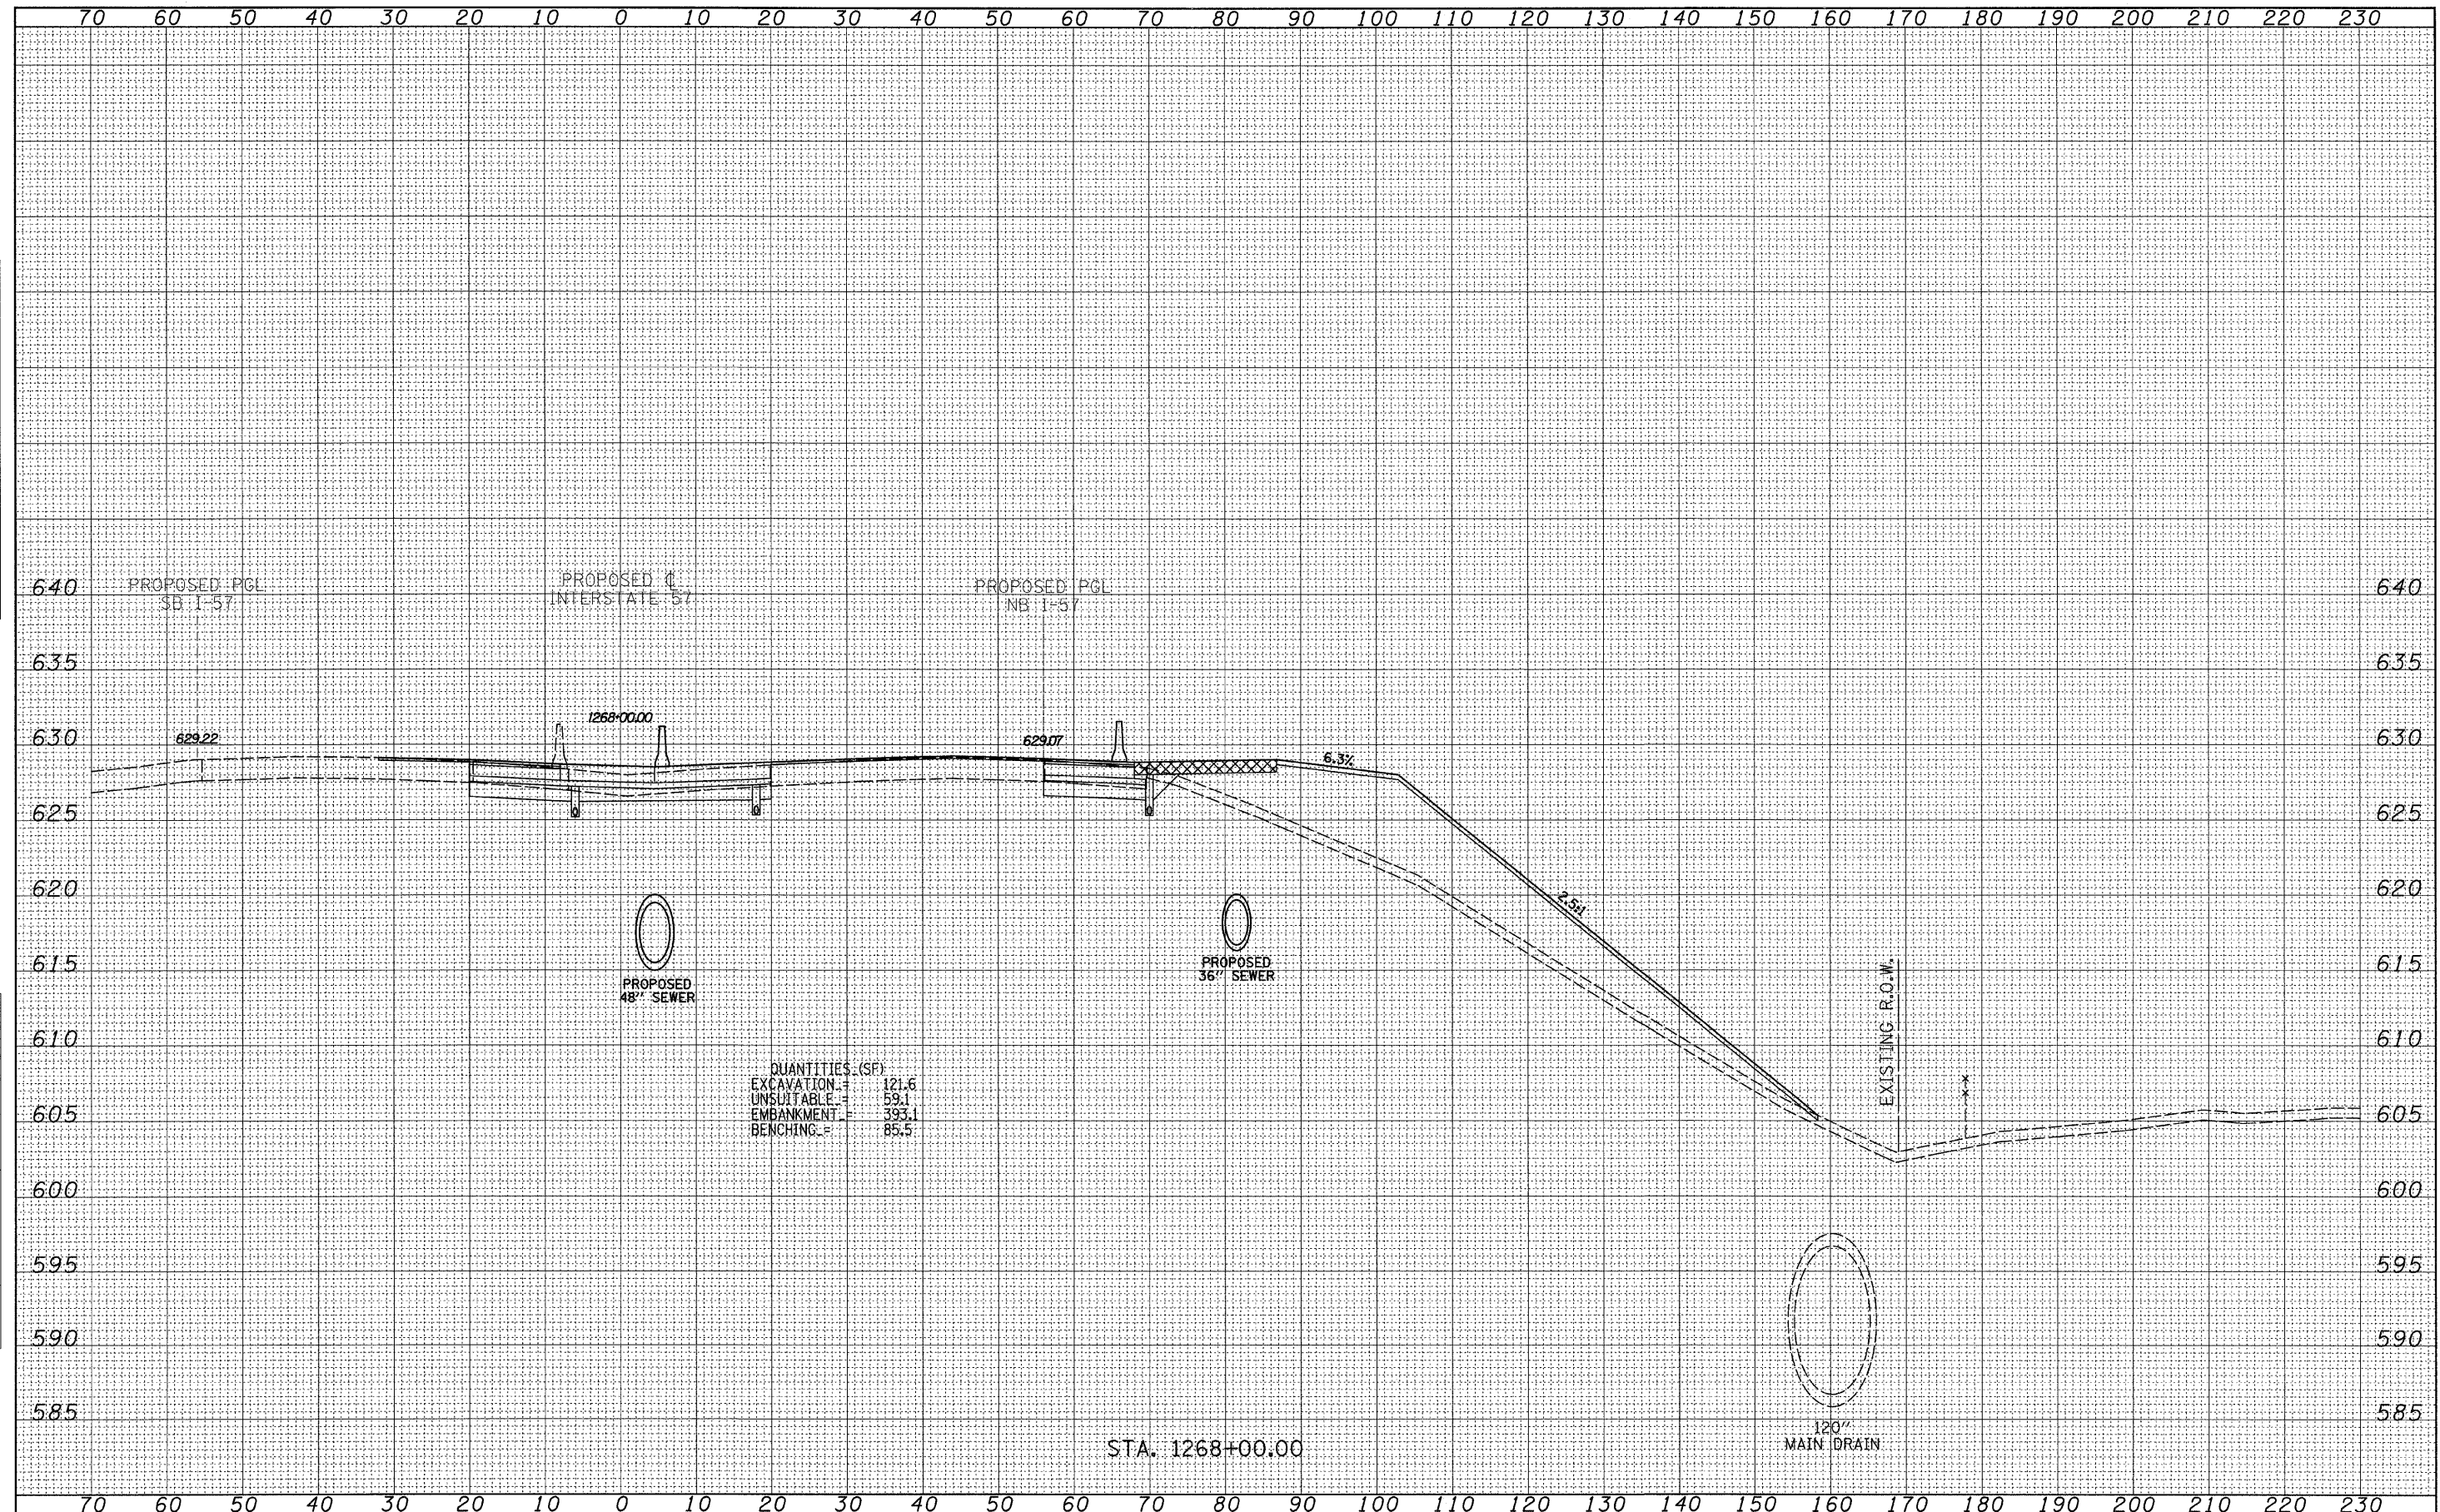 70 60 50 40 30 20 10 0 10 20 30 40 50 60 70 80 90 100 110 120 130 140 150 160 170 180 190 200 210 220 230
640 640
PROPOSED PGL
SB I-57
PROPOSED ℄
INTERSTATE 57
PROPOSED PGL
NB I-57
635 635
1268+00.00
630 630
629.22
629.07
6.3%
625 625
620 620
2.5:1
615 615
PROPOSED
48" SEWER
PROPOSED
36" SEWER
EXISTING R.O.W.
610 610
QUANTITIES (SF)
EXCAVATION = 121.6
UNSUITABLE = 59.1
EMBANKMENT = 393.1
BENCHING = 85.5
605 605
600 600
595 595
590 590
585 585
120"
MAIN DRAIN
STA. 1268+00.00
70 60 50 40 30 20 10 0 10 20 30 40 50 60 70 80 90 100 110 120 130 140 150 160 170 180 190 200 210 220 230